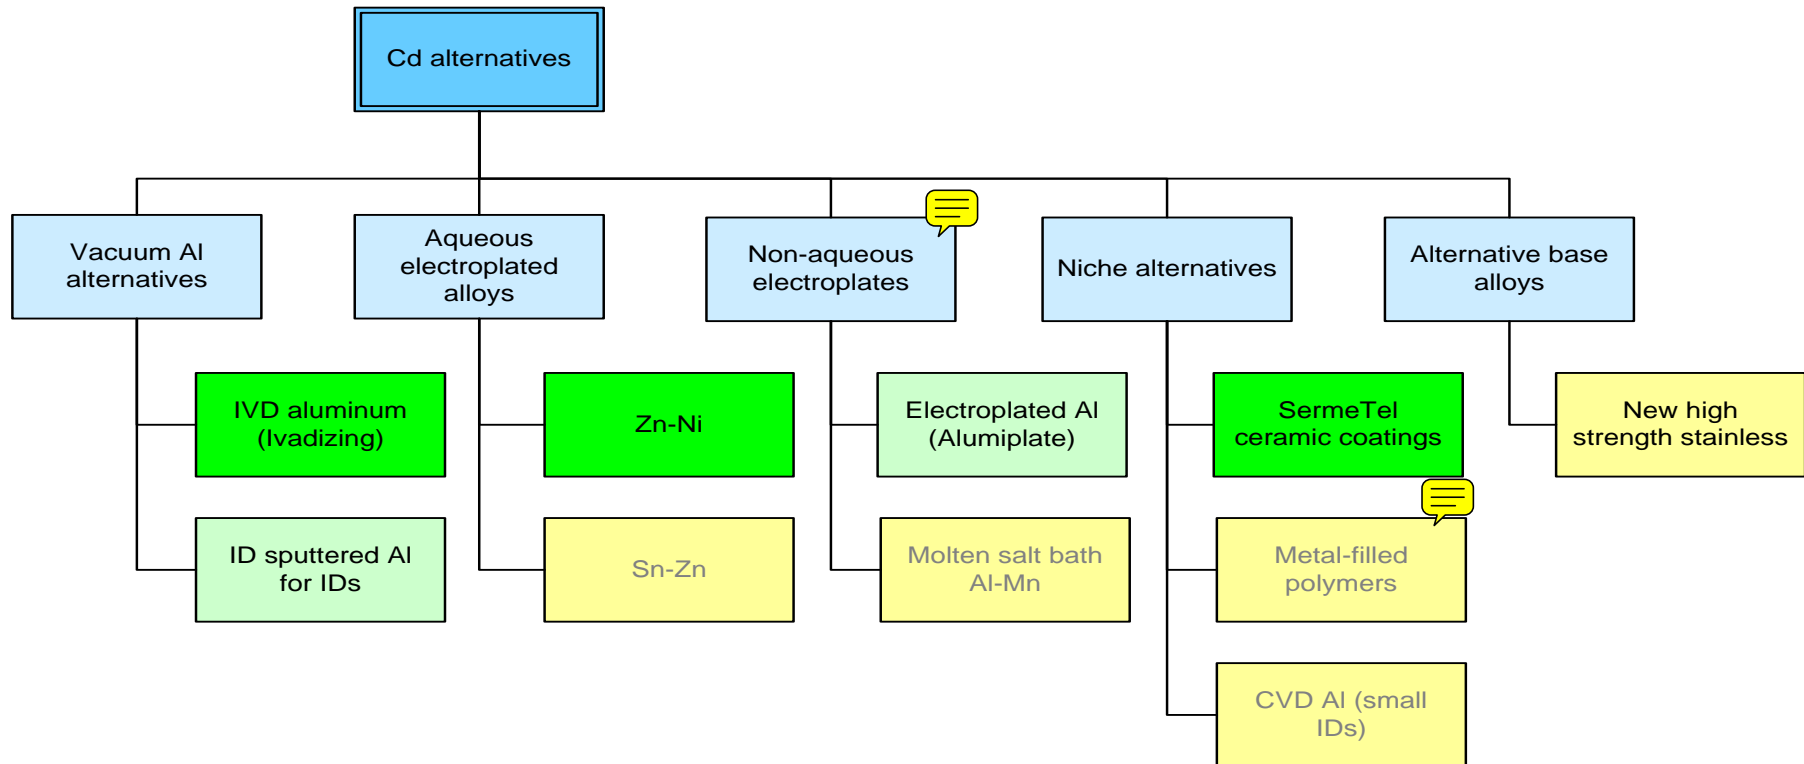 Cd alternatives
Vacuum Al
alternatives
Aqueous
electroplated
alloys
Non-aqueous
electroplates
Niche alternatives
Alternative base
alloys
IVD aluminum
(Ivadizing)
Zn-Ni
Electroplated Al
(Alumiplate)
SermeTel
ceramic coatings
New high
strength stainless
ID sputtered Al
for IDs
Sn-Zn
Molten salt bath
Al-Mn
Metal-filled
polymers
CVD Al (small
IDs)